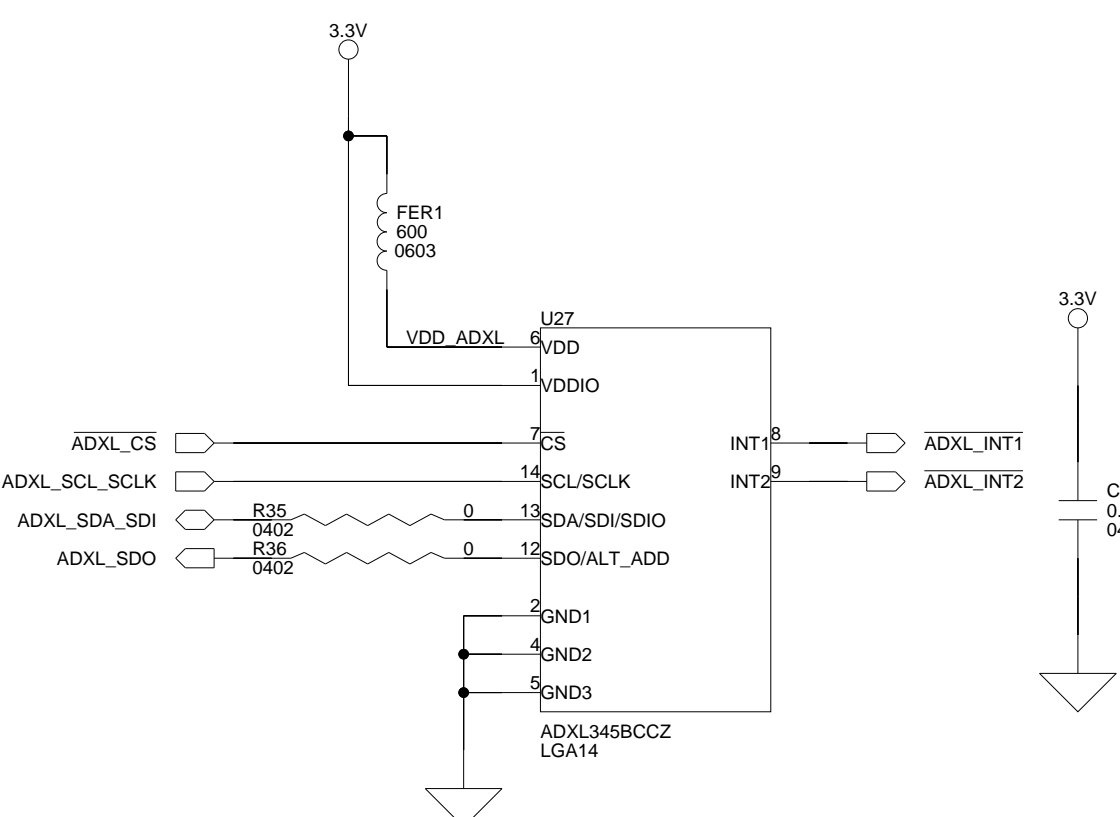 3.3V
FER1
600
0603
3.3V
U27
VDD_ADXL
6
VDD
1
VDDIO
ADXL_CS
7
CS
INT1
8
ADXL_INT1
ADXL_SCL_SCLK
14
SCL/SCLK
INT2
9
ADXL_INT2
ADXL_SDA_SDI
R35
0402
0
13
SDA/SDI/SDIO
ADXL_SDO
R36
0402
0
12
SDO/ALT_ADD
2
GND1
4
GND2
5
GND3
ADXL345BCCZ
LGA14
C
0.
04